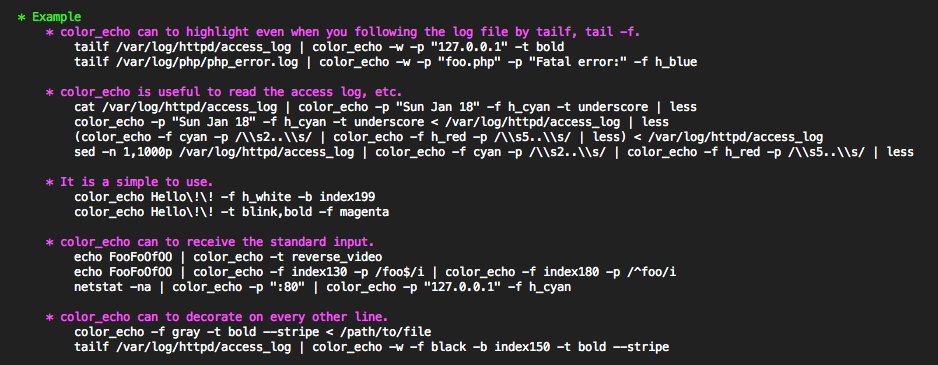 * Example
* color_echo can to highlight even when you following the log file by tailf, tail -f.
tailf /var/log/httpd/access_log | color_echo -w -p "127.0.0.1" -t bold
tailf /var/log/php/php_error.log | color_echo -w -p "foo.php" -p "Fatal error:" -f h_blue
* color_echo is useful to read the access log, etc.
cat /var/log/httpd/access_log | color_echo -p "Sun Jan 18" -f h_cyan -t underscore | less
color_echo -p "Sun Jan 18" -f h_cyan -t underscore < /var/log/httpd/access_log | less
(color_echo -f cyan -p /\\s2..\\s/ | color_echo -f h_red -p /\\s5..\\s/ | less) < /var/log/httpd/access_log
sed -n 1,1000p /var/log/httpd/access_log | color_echo -f cyan -p /\\s2..\\s/ | color_echo -f h_red -p /\\s5..\\s/ | less
* It is a simple to use.
color_echo Hello\!\! -f h_white -b index199
color_echo Hello\!\! -t blink,bold -f magenta
* color_echo can to receive the standard input.
echo FooFoOfOO | color_echo -t reverse_video
echo FooFoOfOO | color_echo -f index130 -p /foo$/i | color_echo -f index180 -p /^foo/i
netstat -na | color_echo -p ":80" | color_echo -p "127.0.0.1" -f h_cyan
* color_echo can to decorate on every other line.
color_echo -f gray -t bold --stripe < /path/to/file
tailf /var/log/httpd/access_log | color_echo -w -f black -b index150 -t bold --stripe